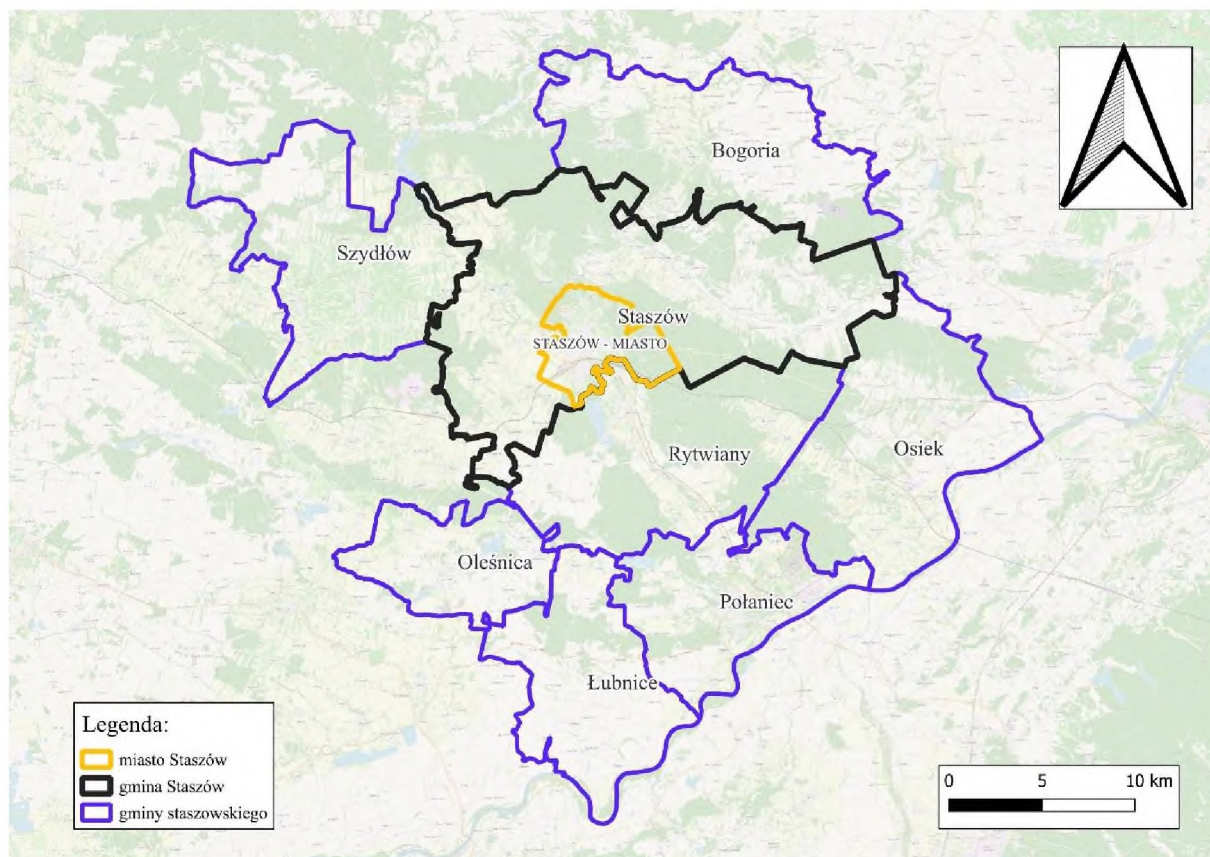 Bogoria
Szydłów
Staszów
STASZÓW - MIASTO
Rytwiany
Osiek
Oleśnica
Połaniec
Łubnice
Legenda:
miasto Staszów
gmina Staszów
gminy staszowskiego
0 5 10 km